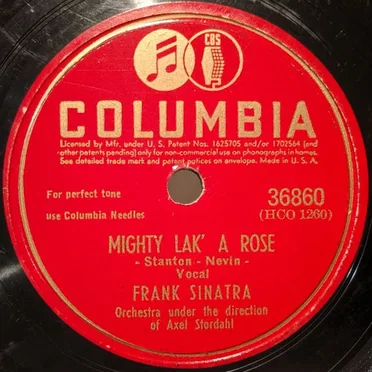 CBS
COLUMBIA
Licensed by Mfr. under U. S. Patent Nos. 1625705 and/or 1702564 (and
other patents pending) only for non-commercial use on phonographs in homes.
See detailed trade mark and patent notices on envelope. Made in U. S. A.
For perfect tone
use Columbia Needles
36860
(HCO 1260)
MIGHTY LAK' A ROSE
- Stanton - Nevin -
Vocal
FRANK SINATRA
Orchestra under the direction
of Axel Stordahl